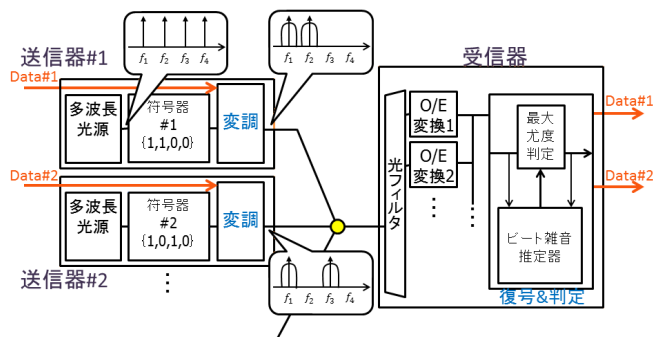 送信器#1
Data#1
多波長
光源
符号器
#1
{1,1,0,0}
変調
f1 f2 f3 f4
f1 f2 f3 f4
Data#2
多波長
光源
符号器
#2
{1,0,1,0}
変調
送信器#2
⋮
f1 f2 f3 f4
受信器
光フィルタ
O/E
変換1
O/E
変換2
⋮
⋮
最大
尤度
判定
ビート雑音
推定器
復号&判定
Data#1
Data#2